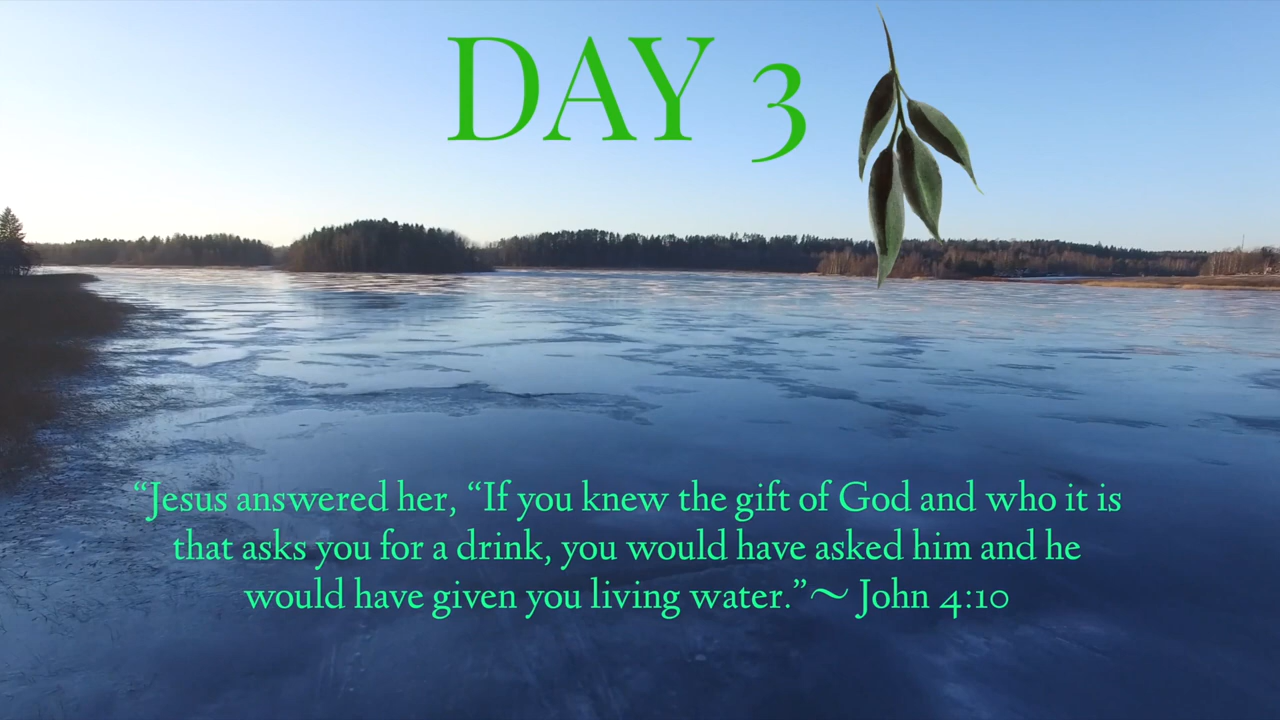 DAY 3
“Jesus answered her, “If you knew the gift of God and who it is
that asks you for a drink, you would have asked him and he
would have given you living water.”~ John 4:10